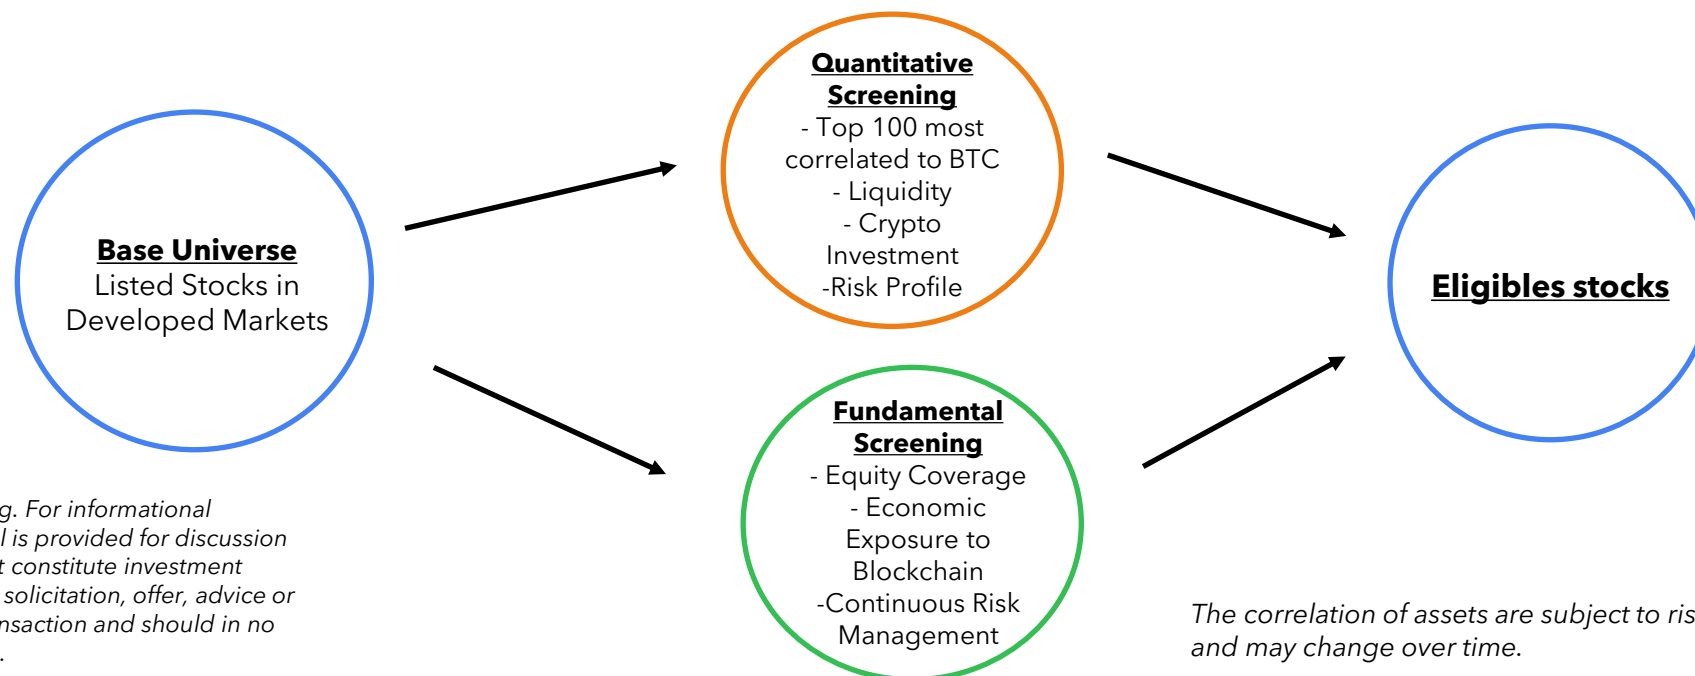 Base Universe
Listed Stocks in
Developed Markets
Quantitative
Screening
- Top 100 most
correlated to BTC
- Liquidity
- Crypto
Investment
-Risk Profile
Fundamental
Screening
- Equity Coverage
- Economic
Exposure to
Blockchain
-Continuous Risk
Management
Eligibles stocks
g. For informational
l is provided for discussion
t constitute investment
solicitation, offer, advice or
nsaction and should in no
.
The correlation of assets are subject to ris
and may change over time.